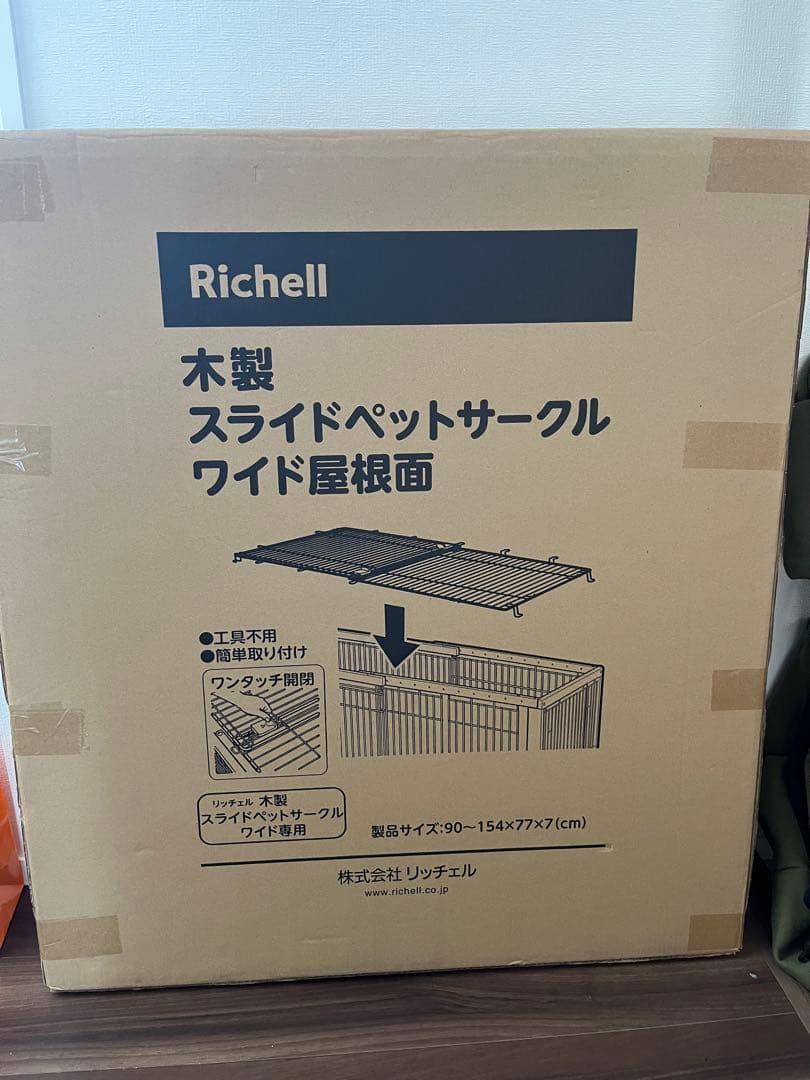 Richell
木製
スライドペットサークル
ワイド屋根面
●工具不用
●簡単取り付け
ワンタッチ開閉
リッチェル 木製
スライドペットサークル
ワイド専用
製品サイズ:90〜154×77×7(cm)
株式会社 リッチェル
www.richell.co.jp